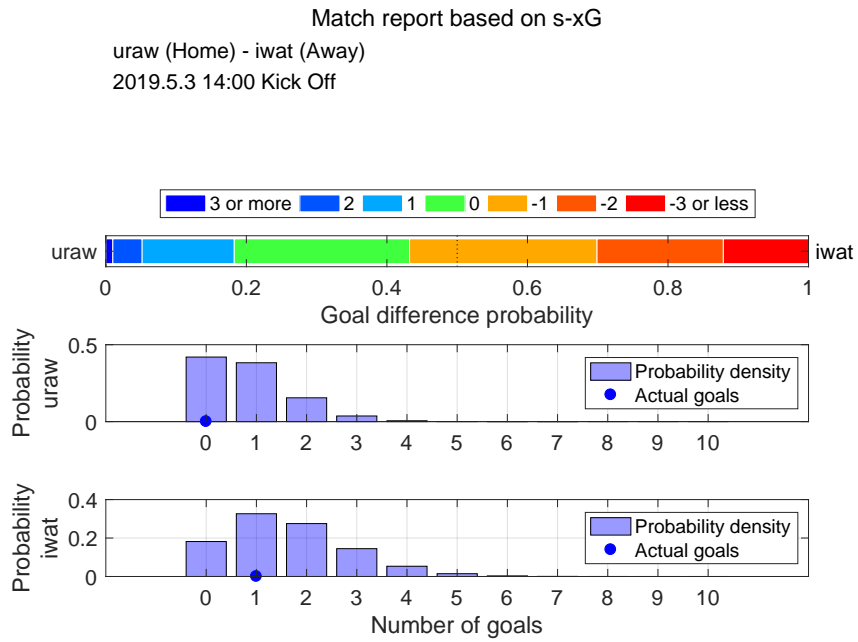 Match report based on s-xG
uraw (Home) - iwat (Away)
2019.5.3 14:00 Kick Off
3 or more 2 1 0 -1 -2 -3 or less
uraw iwat
0 0.2 0.4 0.6 0.8 1
Goal difference probability
Probability
uraw
0.5
0
Probability density
Actual goals
0 1 2 3 4 5 6 7 8 9 10
Probability
iwat
0.4
0.2
0
Probability density
Actual goals
0 1 2 3 4 5 6 7 8 9 10
Number of goals